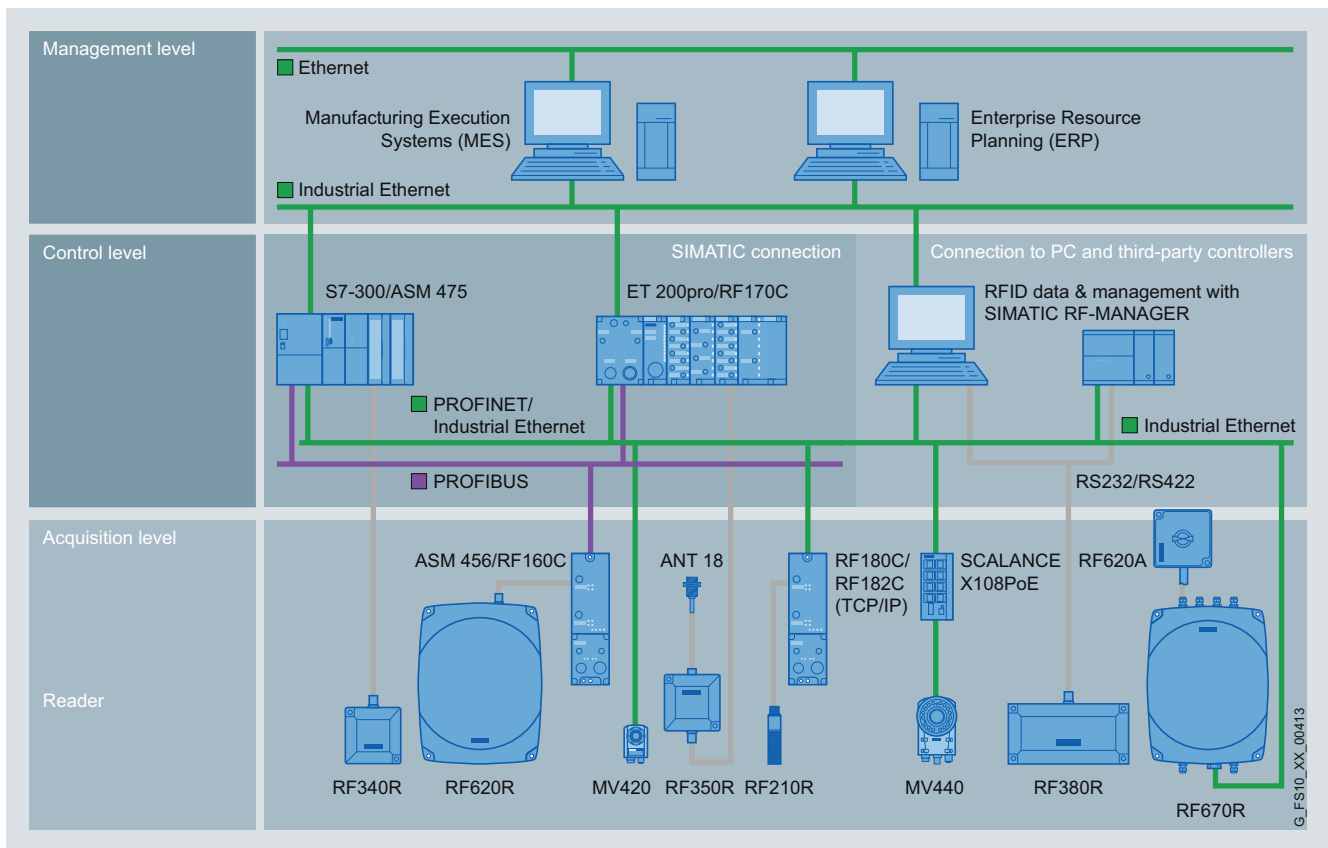 Management level
Ethernet
Manufacturing Execution
Systems (MES)
Enterprise Resource
Planning (ERP)
Industrial Ethernet
Control level
SIMATIC connection
Connection to PC and third-party controllers
S7-300/ASM 475
ET 200pro/RF170C
RFID data & management with
SIMATIC RF-MANAGER
PROFINET/
Industrial Ethernet
Industrial Ethernet
PROFIBUS
RS232/RS422
Acquisition level
ASM 456/RF160C
ANT 18
RF180C/
RF182C
(TCP/IP)
SCALANCE
X108PoE
RF620A
Reader
RF340R
RF620R
MV420
RF350R
RF210R
MV440
RF380R
RF670R
G_FS10_XX_00413